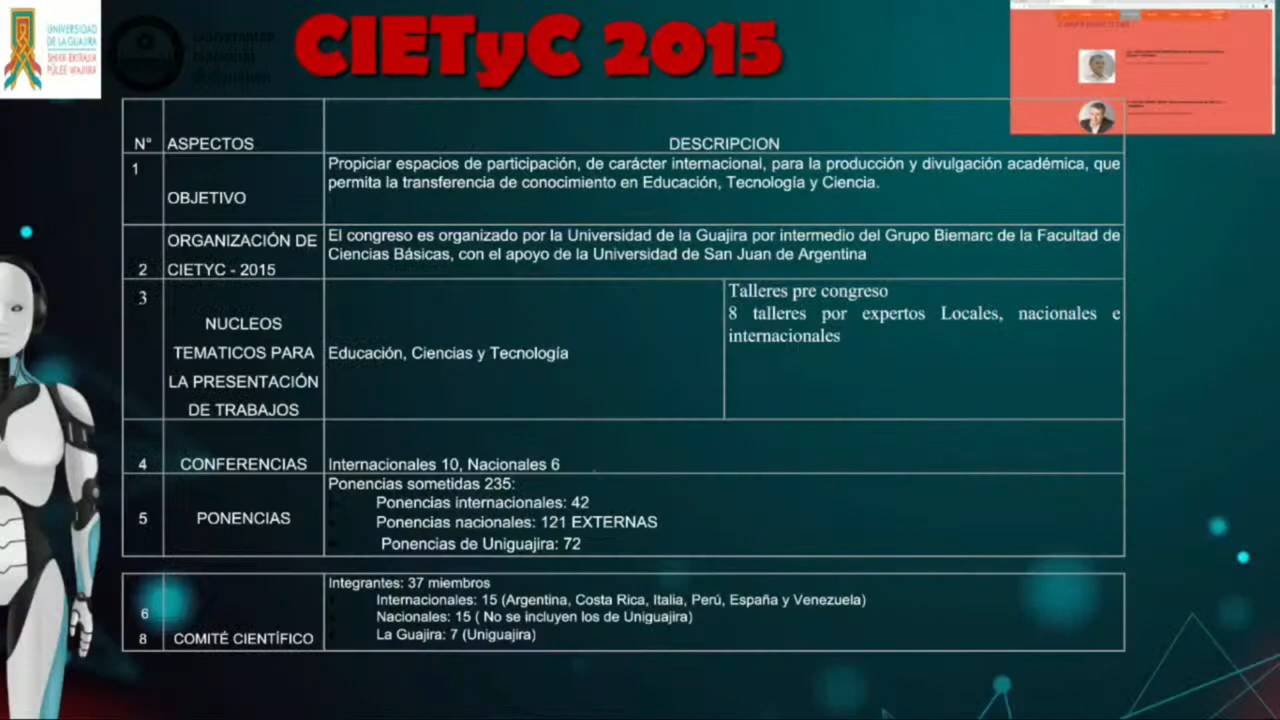 UNIVERSIDAD
DE LA GUAJIRA
SHIKII EKIRAJIA
PÜLEE WAJIIRA
CIETyC 2015
N° ASPECTOS DESCRIPCION
1
OBJETIVO
Propiciar espacios de participación, de carácter internacional, para la producción y divulgación académica, que
permita la transferencia de conocimiento en Educación, Tecnología y Ciencia.
2
ORGANIZACIÓN DE
CIETYC - 2015
El congreso es organizado por la Universidad de la Guajira por intermedio del Grupo Biemarc de la Facultad de
Ciencias Básicas, con el apoyo de la Universidad de San Juan de Argentina
3
NUCLEOS
TEMATICOS PARA
LA PRESENTACIÓN
DE TRABAJOS
Educación, Ciencias y Tecnología
Talleres pre congreso
8 talleres por expertos Locales, nacionales e
internacionales
4 CONFERENCIAS Internacionales 10, Nacionales 6
5 PONENCIAS
Ponencias sometidas 235:
Ponencias internacionales: 42
Ponencias nacionales: 121 EXTERNAS
Ponencias de Uniguajira: 72
6
8 COMITÉ CIENTÍFICO
Integrantes: 37 miembros
Internacionales: 15 (Argentina, Costa Rica, Italia, Perú, España y Venezuela)
Nacionales: 15 ( No se incluyen los de Uniguajira)
La Guajira: 7 (Uniguajira)